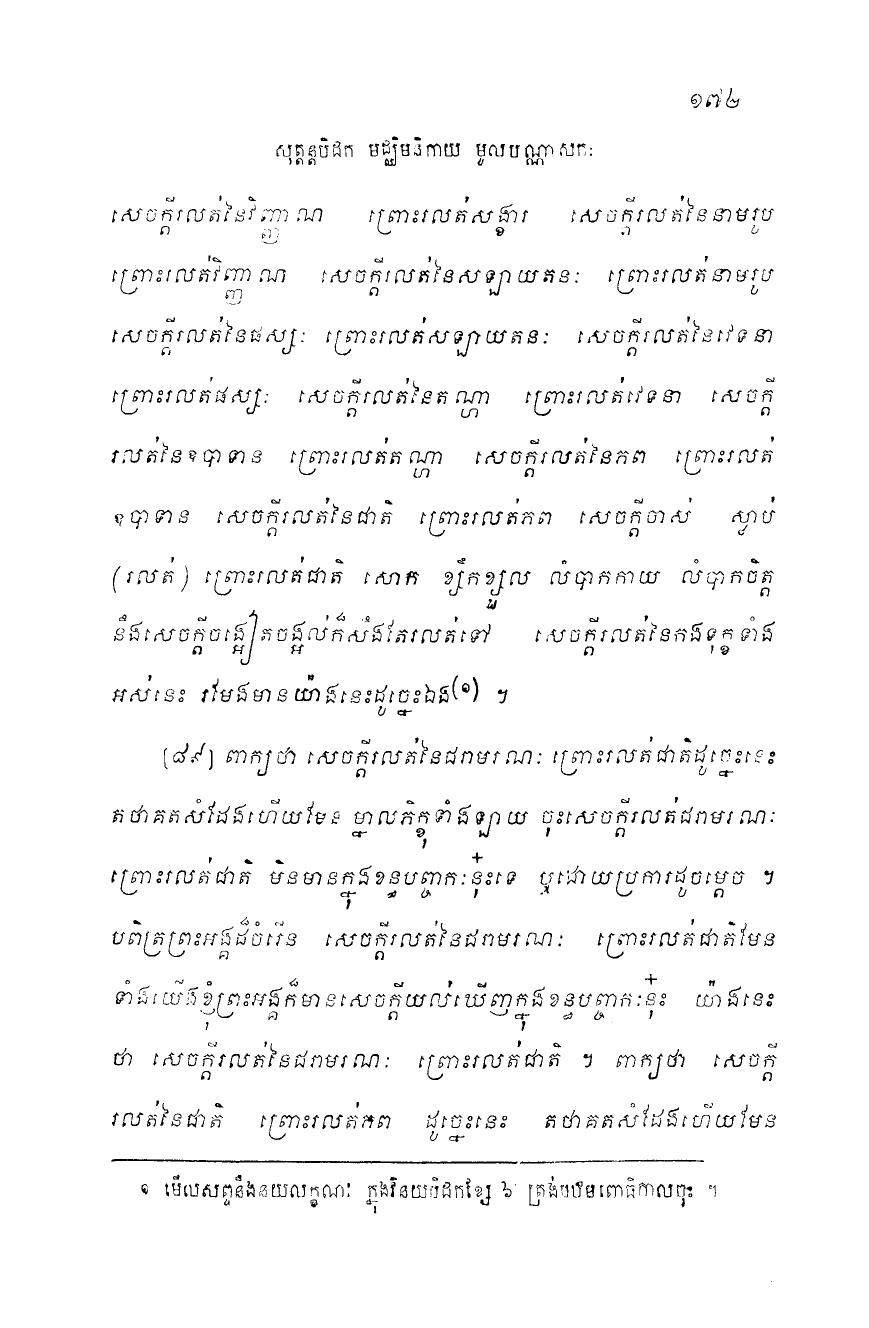 ១៧២
សុត្តន្តបិដក មជ្ឈិមនិកាយ មូលបណ្ណាសកៈ
សេចក្តីរលត់នៃវិញ្ញាណ ព្រោះរលត់សង្ខារ សេចក្តីរលត់នៃនាមរូប
ព្រោះរលត់វិញ្ញាណ សេចក្តីរលត់នៃសឡាយតនៈ ព្រោះរលត់នាមរូប
សេចក្តីរលត់នៃផស្សៈ ព្រោះរលត់សឡាយតនៈ សេចក្តីរលត់នៃវេទនា
ព្រោះរលត់ផស្សៈ សេចក្តីរលត់នៃតណ្ហា ព្រោះរលត់វេទនា សេចក្តី
រលត់នៃឧបាទាន ព្រោះរលត់តណ្ហា សេចក្តីរលត់នៃភព ព្រោះរលត់
ឧបាទាន សេចក្តីរលត់នៃជាតិ ព្រោះរលត់ភព សេចក្តីចាស់ ស្លាប់
(រលត់) ព្រោះរលត់ជាតិ សោក ខ្សឹកខ្សួល លំបាកកាយ លំបាកចិត្ត
នឹងសេចក្តីចង្អៀតចង្អល់ក៏សឹងតែរលត់ទៅ សេចក្តីរលត់នៃកងទុក្ខទាំង
អស់នេះ រមែងមានយ៉ាងនេះដូច្នេះឯង(១) ។
[៨៩] ពាក្យថា សេចក្តីរលត់នៃជរាមរណៈ ព្រោះរលត់ជាតិដូច្នេះនេះ
តថាគតសំដែងហើយមែន ម្នាលភិក្ខុទាំងឡាយ ចុះសេចក្តីរលត់ជរាមរណៈ
ព្រោះរលត់ជាតិ មិនមានក្នុងខន្ធបញ្ចកៈនុ៎ះទេ ឬដោយប្រការដូចម្តេច ។
បពិត្រព្រះអង្គដ៏ចំរើន សេចក្តីរលត់នៃជរាមរណៈ ព្រោះរលត់ជាតិមែន
ទាំងយើងខ្ញុំព្រះអង្គក៏មានសេចក្តីយល់ឃើញក្នុងខន្ធបញ្ចកៈនុ៎ះ យ៉ាងនេះ
ថា សេចក្តីរលត់នៃជរាមរណៈ ព្រោះរលត់ជាតិ ។ ពាក្យថា សេចក្តី
រលត់នៃជាតិ ព្រោះរលត់ភព ដូច្នេះនេះ តថាគតសំដែងហើយមែន
១ មើលសព្ទនឹងនយលក្ខណៈ ក្នុងវិនយបិដកខ្សែ ៦ ត្រង់បឋមពោធិកាលចុះ ។